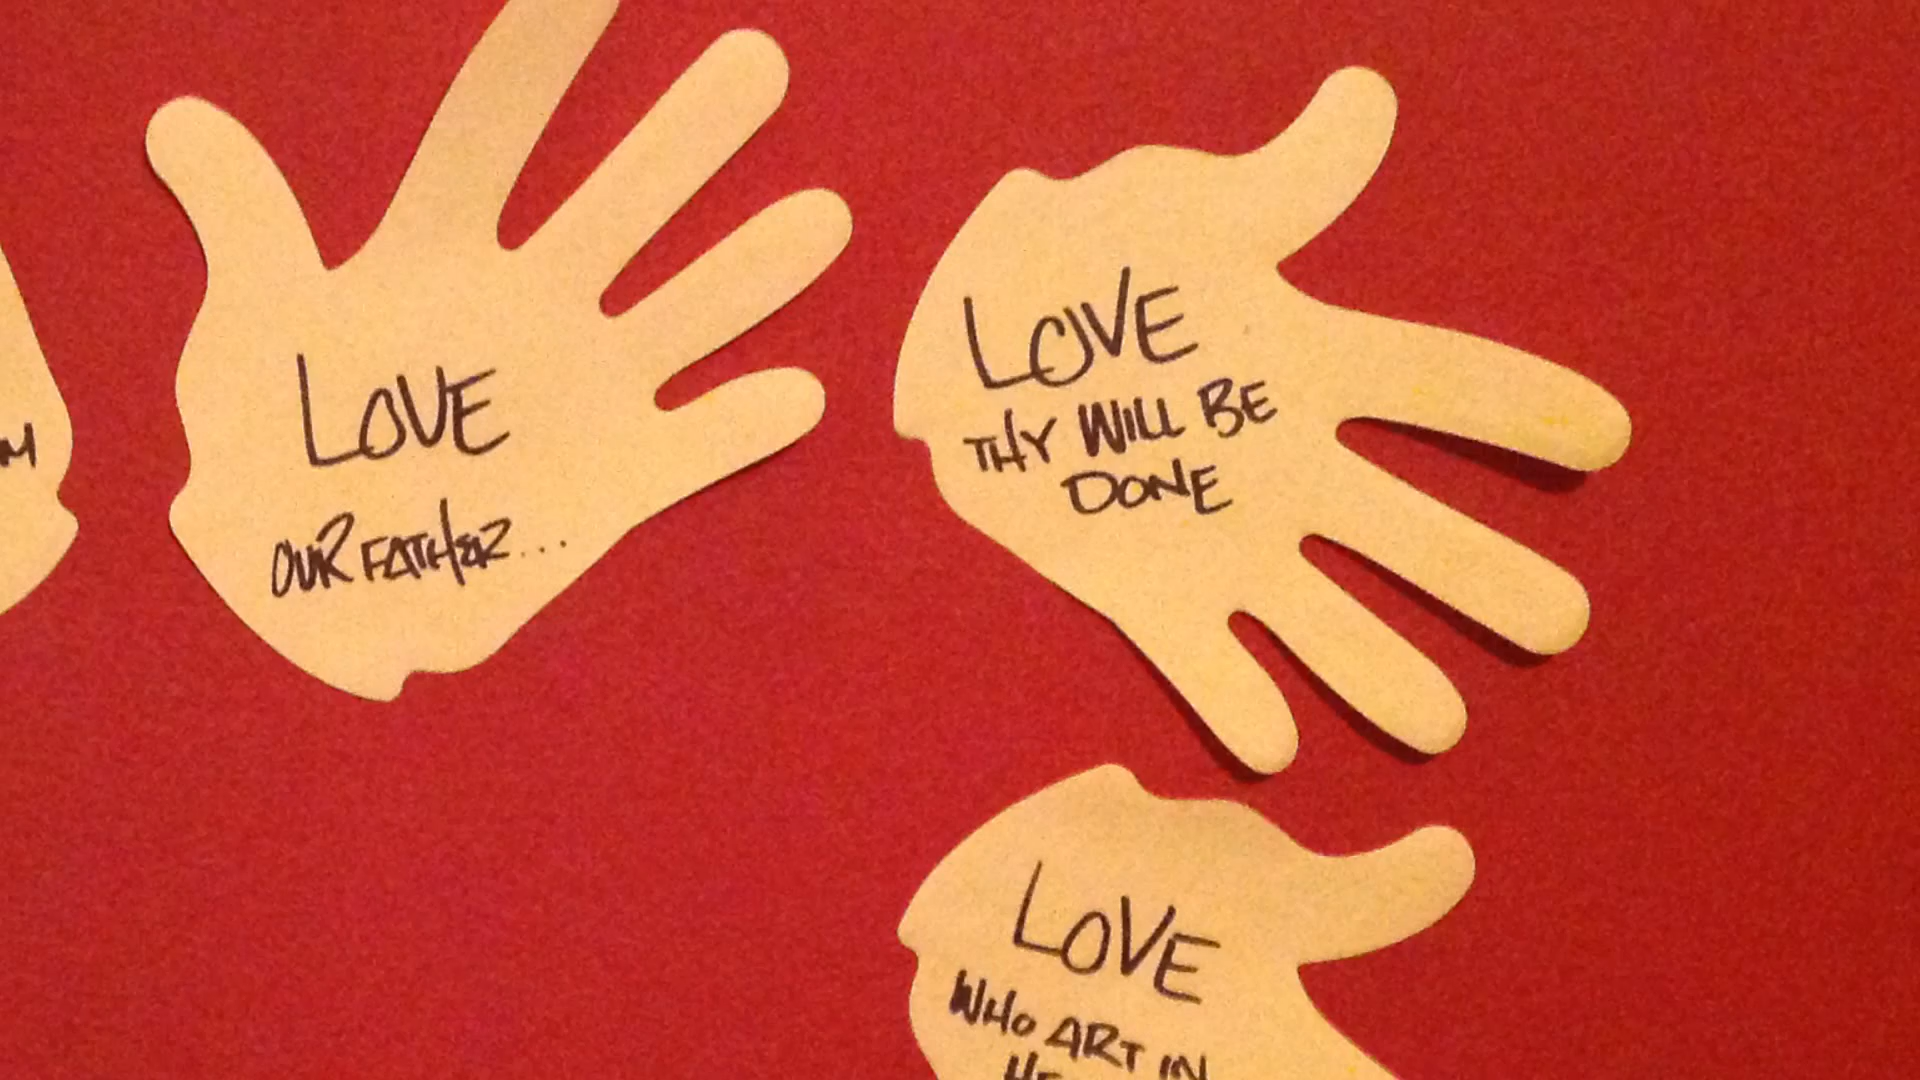 LOVE
OUR FATHER...
LOVE
THY WILL BE
DONE
LOVE
WHO ART IN